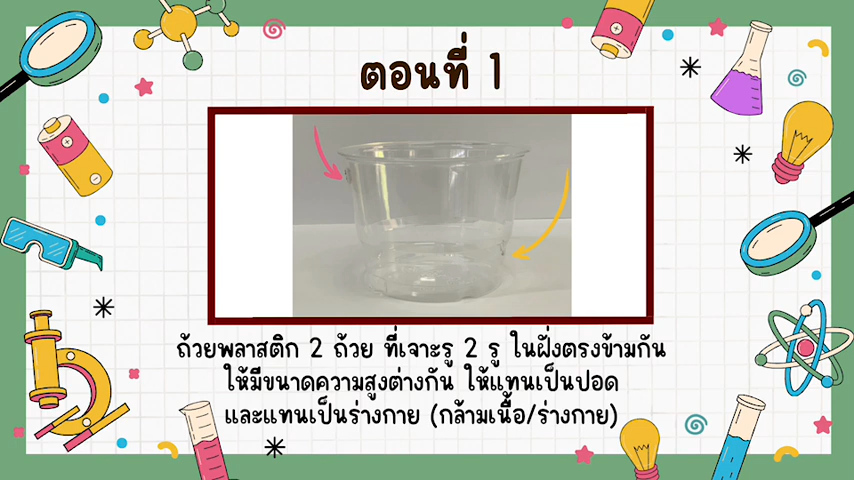 ตอนที่ 1
ถ้วยพลาสติก 2 ถ้วย ที่เจาะรู 2 รู ในฝั่งตรงข้ามกัน
ให้มีขนาดความสูงต่างกัน ให้แทนเป็นปอด
และแทนเป็นร่างกาย (กล้ามเนื้อ/ร่างกาย)